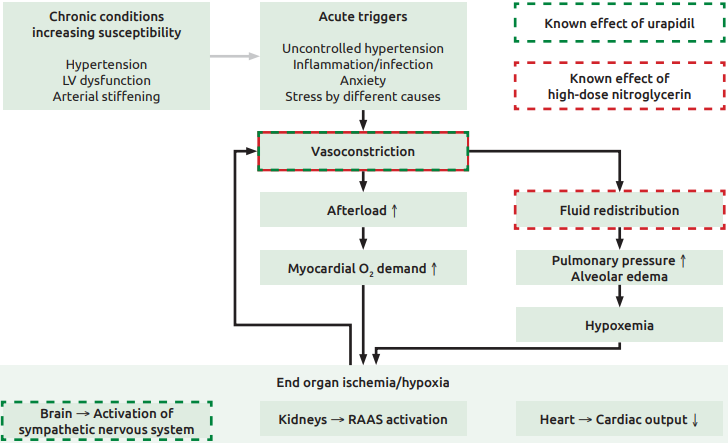 Chronic conditions
increasing susceptibility
Hypertension
LV dysfunction
Arterial stiffening
Acute triggers
Uncontrolled hypertension
Inflammation/infection
Anxiety
Stress by different causes
Known effect of urapidil
Known effect of
high-dose nitroglycerin
Vasoconstriction
Afterload ↑
Fluid redistribution
Myocardial O₂ demand ↑
Pulmonary pressure ↑
Alveolar edema
Hypoxemia
End organ ischemia/hypoxia
Brain → Activation of
sympathetic nervous system
Kidneys → RAAS activation
Heart → Cardiac output ↓